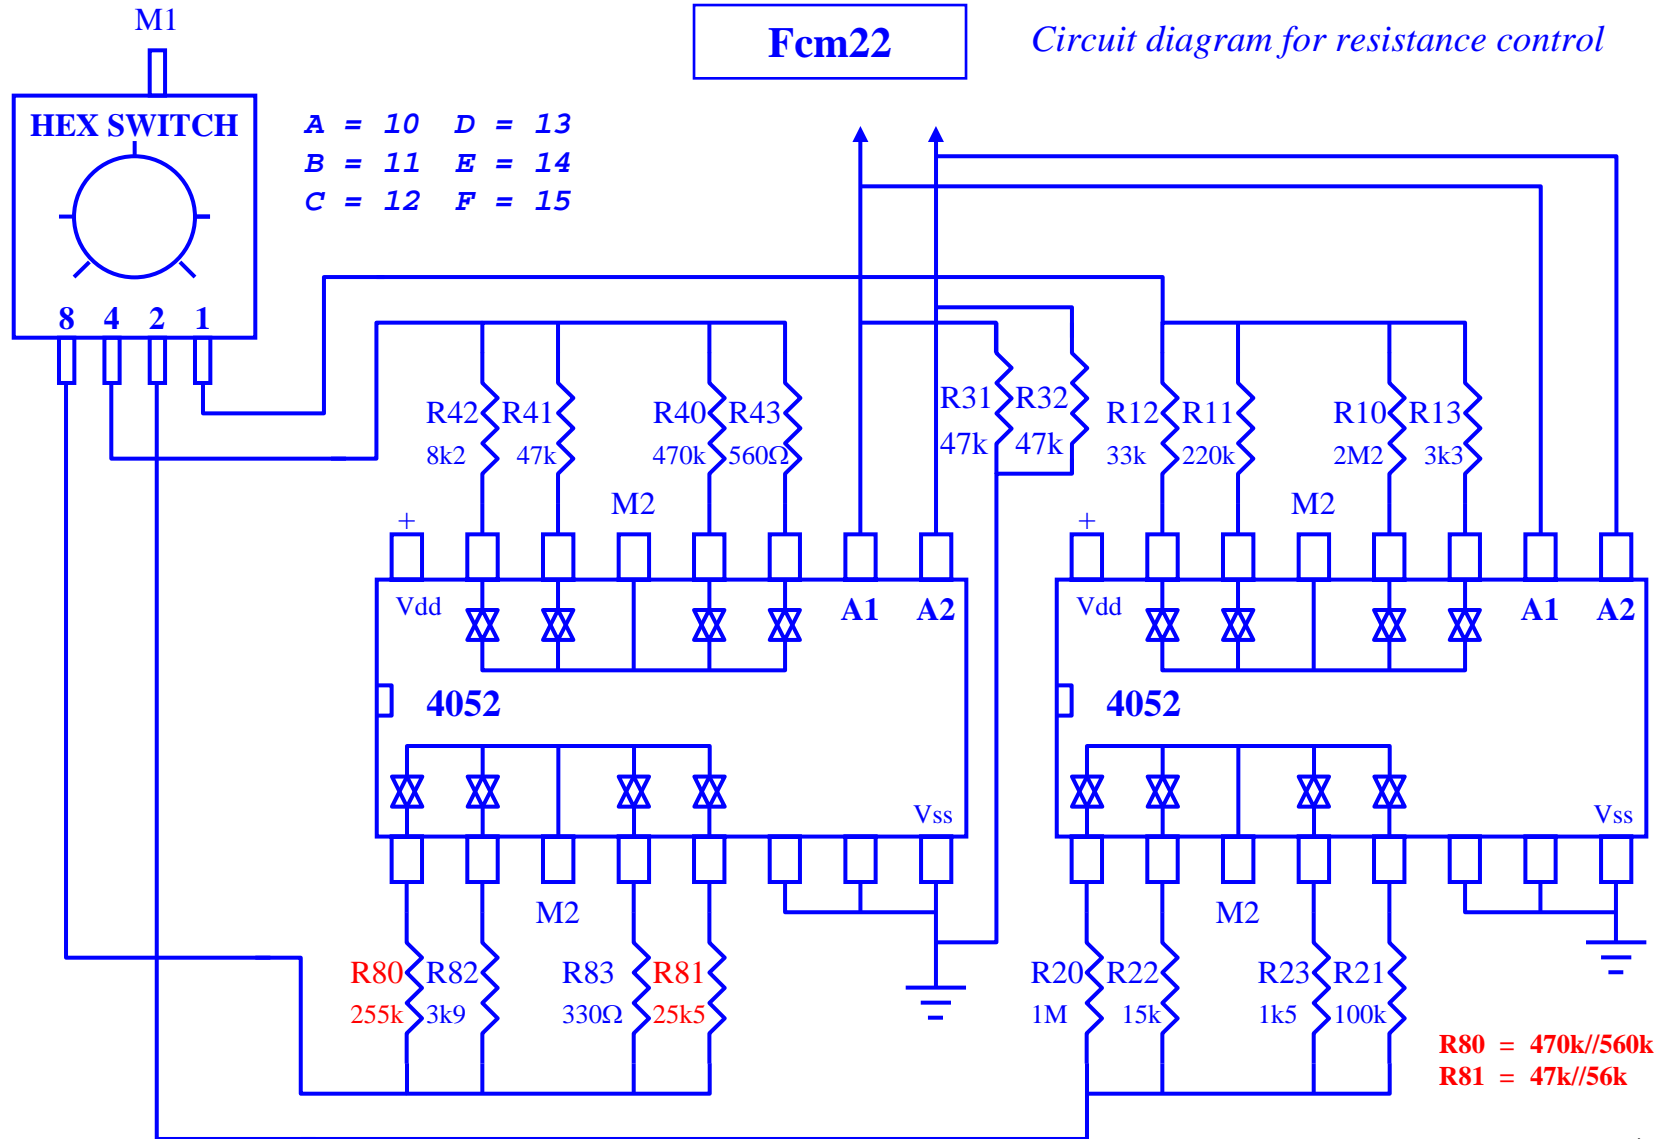 M1
Fcm22
Circuit diagram for resistance control
HEX SWITCH
A = 10 D = 13
B = 11 E = 14
C = 12 F = 15
8 4 2 1
R42 R41 R40 R43 R31 R32 R12 R11 R10 R13
8k2 47k 470k 560Ω 47k 47k 33k 220k 2M2 3k3
M2 M2
+ +
Vdd A1 A2 Vdd A1 A2
4052 4052
Vss Vss
M2 M2
R80 R82 R83 R81 R20 R22 R23 R21
255k 3k9 330Ω 25k5 1M 15k 1k5 100k
R80 = 470k//560k
R81 = 47k//56k